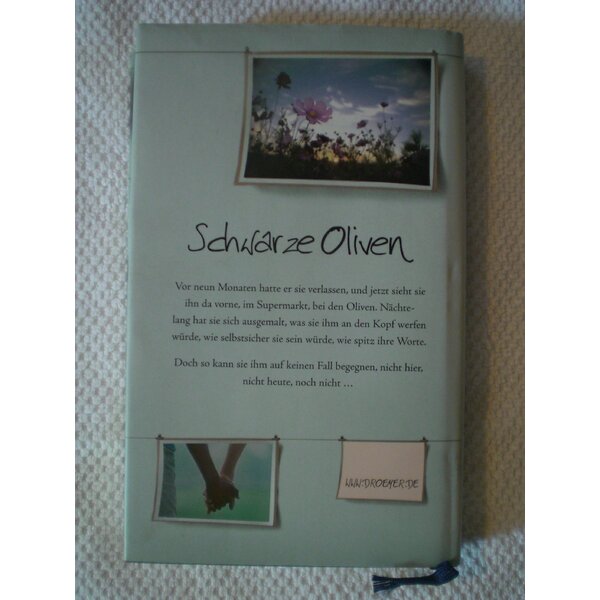 Schwarze Oliven
Vor neun Monaten hatte er sie verlassen, und jetzt sieht sie
ihn da vorne, im Supermarkt, bei den Oliven. Nächte-
lang hat sie sich ausgemalt, was sie ihm an den Kopf werfen
würde, wie selbstsicher sie sein würde, wie spitz ihre Worte.
Doch so kann sie ihm auf keinen Fall begegnen, nicht hier,
nicht heute, noch nicht …
WWW.DROEMER.DE